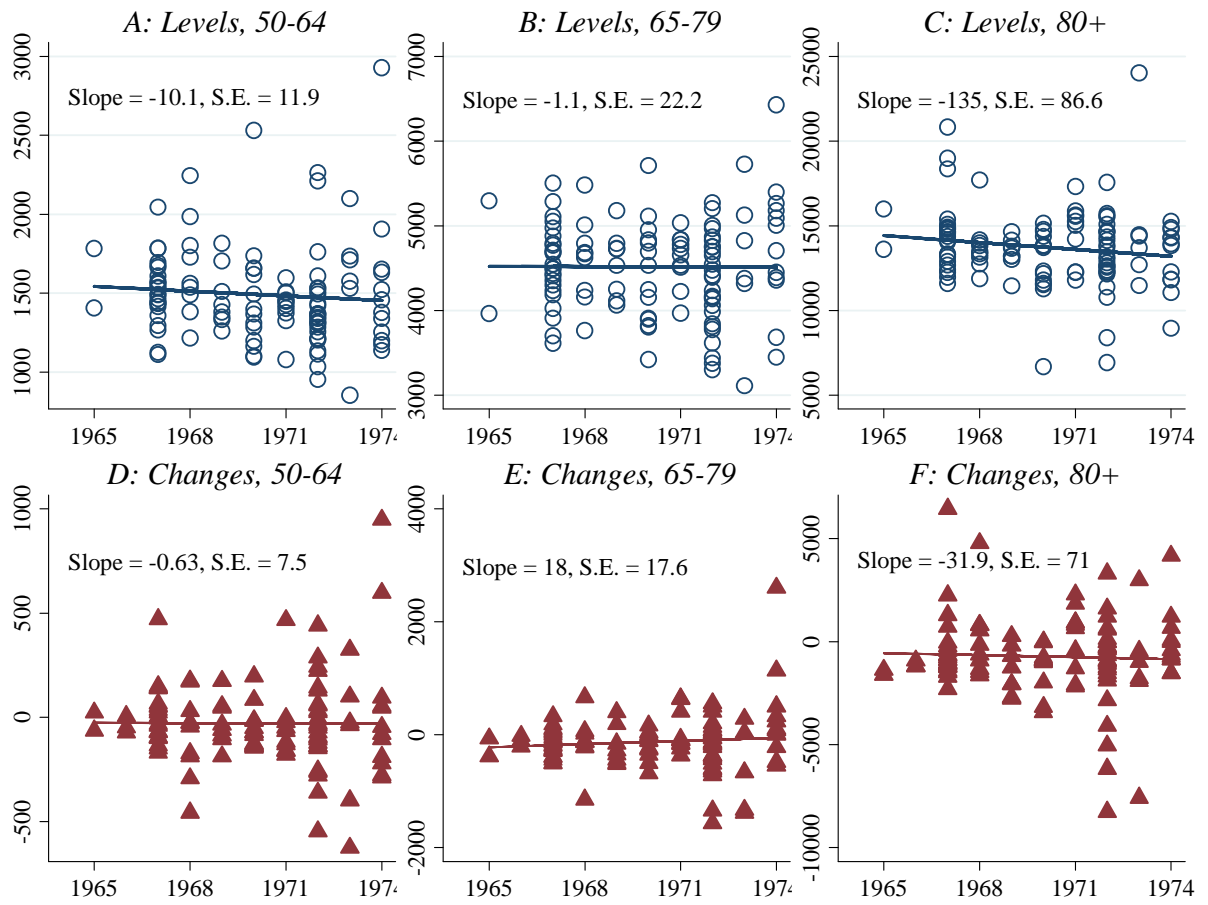 A: Levels, 50-64
3000
2500
2000
1500
1000
Slope = -10.1, S.E. = 11.9
1965 1968 1971 1974
B: Levels, 65-79
7000
6000
5000
4000
3000
Slope = -1.1, S.E. = 22.2
1965 1968 1971 1974
C: Levels, 80+
25000
20000
15000
10000
5000
Slope = -135, S.E. = 86.6
1965 1968 1971 1974
D: Changes, 50-64
1000
500
0
-500
Slope = -0.63, S.E. = 7.5
1965 1968 1971 1974
E: Changes, 65-79
4000
2000
0
-2000
Slope = 18, S.E. = 17.6
1965 1968 1971 1974
F: Changes, 80+
5000
0
-5000
-10000
Slope = -31.9, S.E. = 71
1965 1968 1971 1974